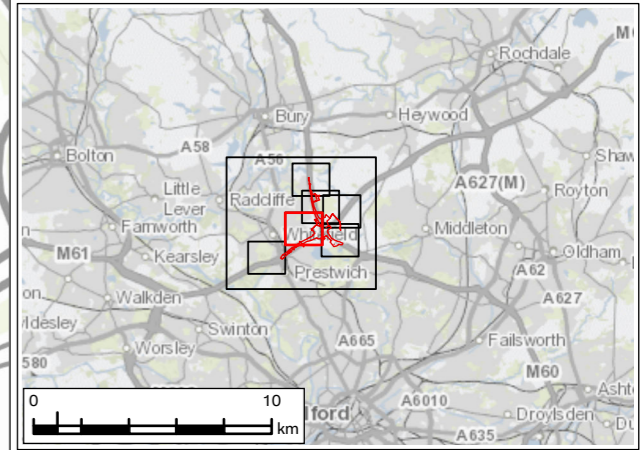 Rochdale
Bury
Heywood
A58
Bolton
A56
Shaw
A627(M)
Little
Lever
Radcliffe
Royton
Farnworth
Middleton
M61
Kearsley
Oldham
Prestwich
A62
Walkden
A627
Swinton
A665
Failsworth
Worsley
580
M60
0
10
km
A6010
Droylsden
A635